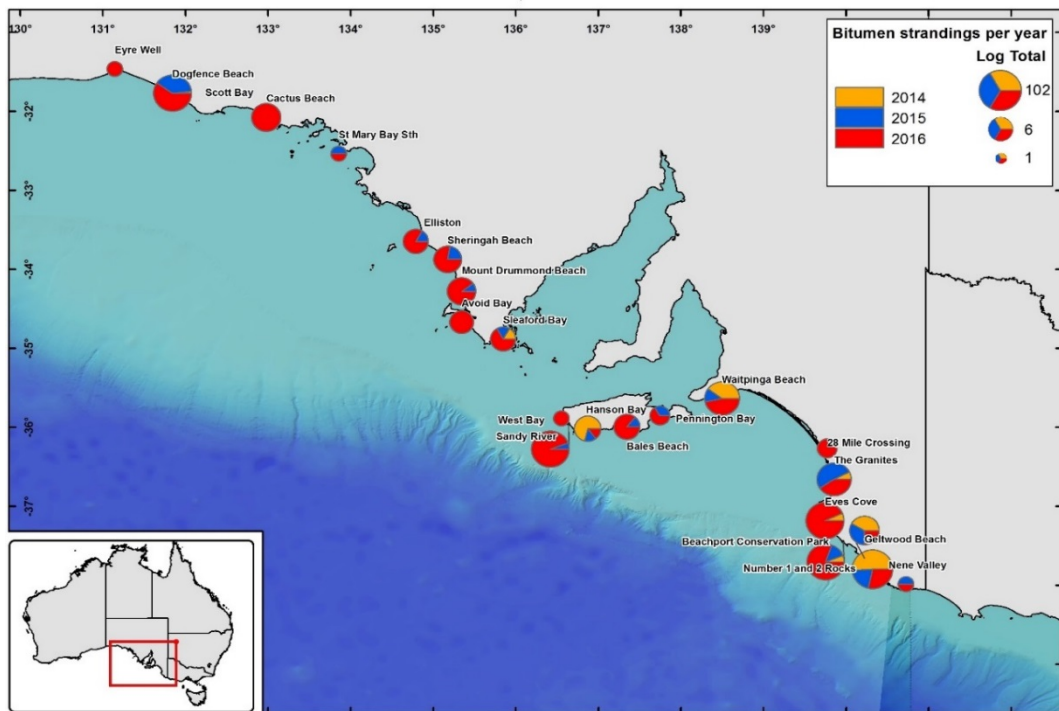 130° 131° 132° 133° 134° 135° 136° 137° 138° 139°
-32°
-33°
-34°
-35°
-36°
-37°
Bitumen strandings per year
Log Total
2014
2015
2016
102
6
1
Eyre Well
Dogfence Beach
Scott Bay
Cactus Beach
St Mary Bay Sth
Elliston
Sheringah Beach
Mount Drummond Beach
Avoid Bay
Sleaford Bay
Waitpinga Beach
West Bay
Hanson Bay
Pennington Bay
Sandy River
Bales Beach
28 Mile Crossing
The Granites
Eves Cove
Geltwood Beach
Beachport Conservation Park
Number 1 and 2 Rocks
Nene Valley